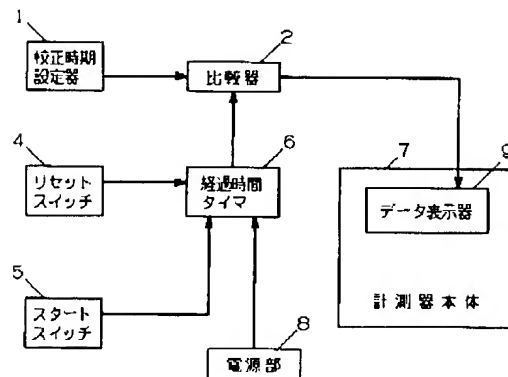 1
校正時期
設定器
2
比較器
4
リセット
スイッチ
6
経過時間
タイマ
7
9
データ表示器
計測器本体
5
スタート
スイッチ
8
電源部